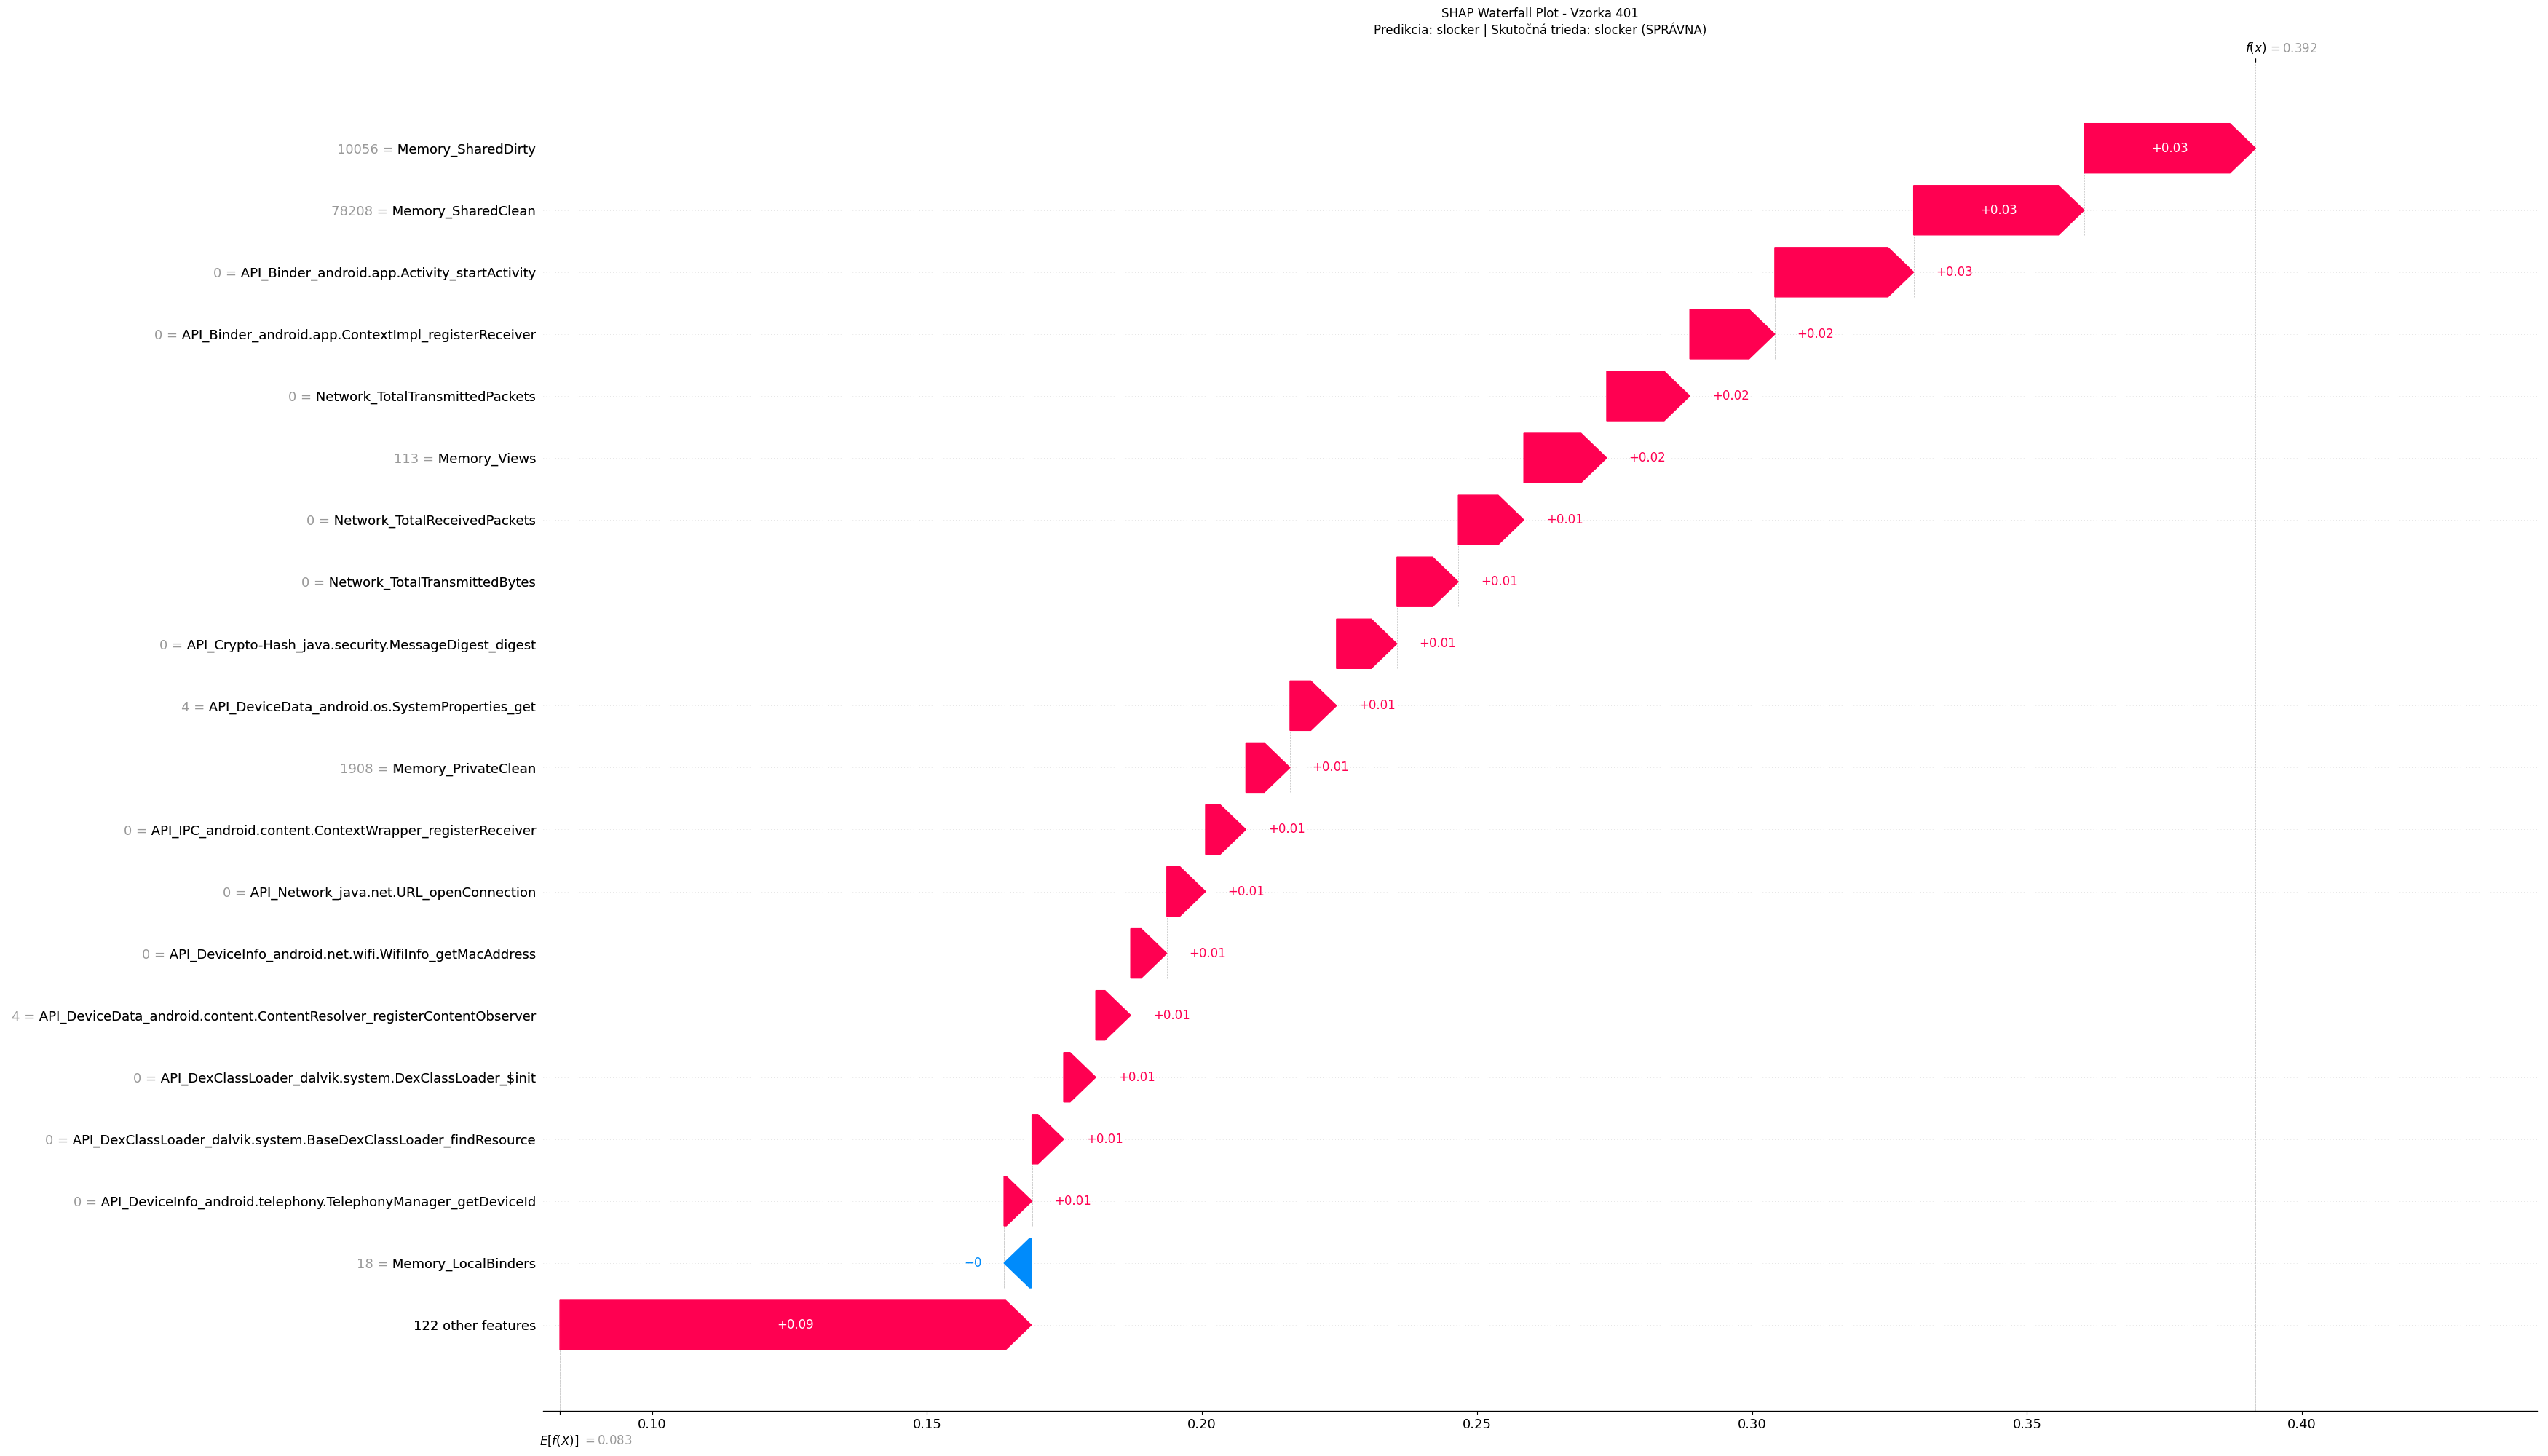 SHAP Waterfall Plot - Vzorka 401
Predikcia: slocker | Skutočná trieda: slocker (SPRÁVNA)
f(x) = 0.392
10056 = Memory_SharedDirty +0.03
78208 = Memory_SharedClean +0.03
0 = API_Binder_android.app.Activity_startActivity +0.03
0 = API_Binder_android.app.ContextImpl_registerReceiver +0.02
0 = Network_TotalTransmittedPackets +0.02
113 = Memory_Views +0.02
0 = Network_TotalReceivedPackets +0.01
0 = Network_TotalTransmittedBytes +0.01
0 = API_Crypto-Hash_java.security.MessageDigest_digest +0.01
4 = API_DeviceData_android.os.SystemProperties_get +0.01
1908 = Memory_PrivateClean +0.01
0 = API_IPC_android.content.ContextWrapper_registerReceiver +0.01
0 = API_Network_java.net.URL_openConnection +0.01
0 = API_DeviceInfo_android.net.wifi.WifiInfo_getMacAddress +0.01
4 = API_DeviceData_android.content.ContentResolver_registerContentObserver +0.01
0 = API_DexClassLoader_dalvik.system.DexClassLoader_$init +0.01
0 = API_DexClassLoader_dalvik.system.BaseDexClassLoader_findResource +0.01
0 = API_DeviceInfo_android.telephony.TelephonyManager_getDeviceId +0.01
18 = Memory_LocalBinders −0
122 other features +0.09
0.10 0.15 0.20 0.25 0.30 0.35 0.40
E[f(X)] = 0.083